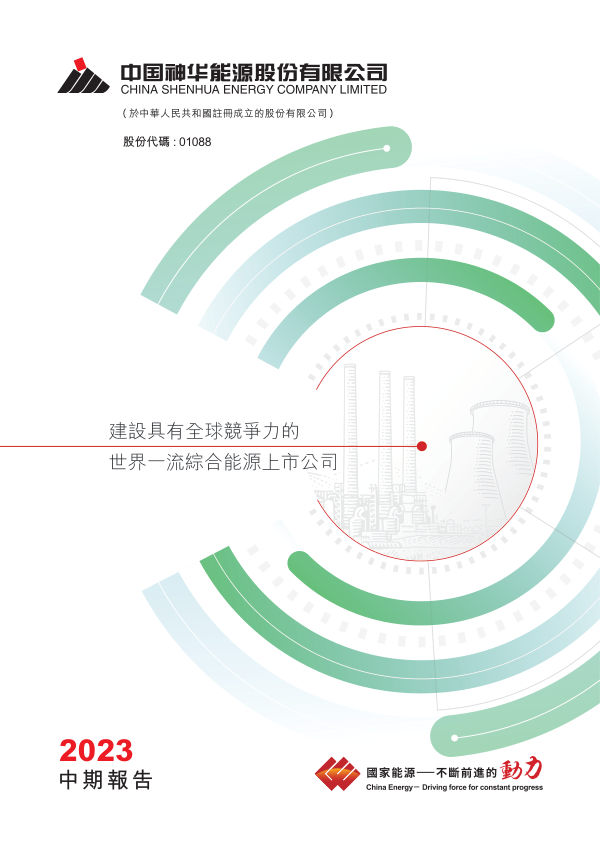 中国神华能源股份有限公司
CHINA SHENHUA ENERGY COMPANY LIMITED
（於中華人民共和國註冊成立的股份有限公司）
股份代碼 : 01088
建設具有全球競爭力的
世界一流綜合能源上市公司
2023
中期報告
國家能源──不斷前進的動力
China Energy— Driving force for constant progress